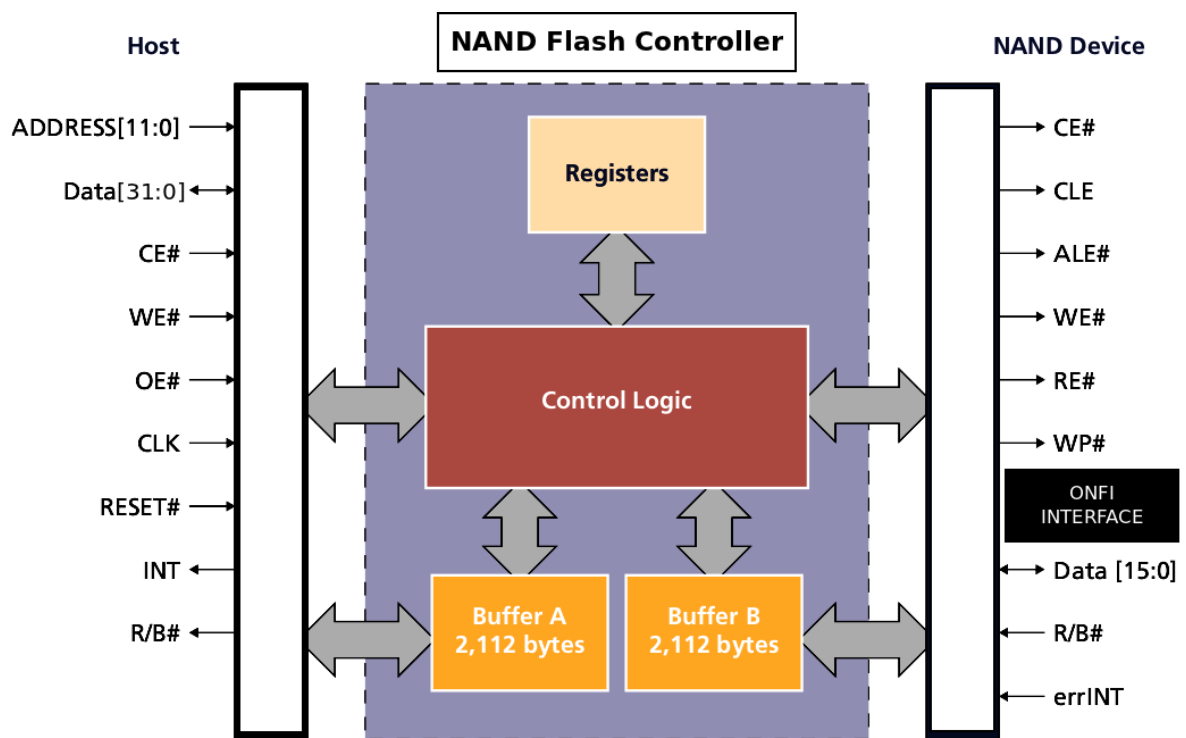 NAND Flash Controller
Host
NAND Device
ADDRESS[11:0]
Data[31:0]
CE#
WE#
OE#
CLK
RESET#
INT
R/B#
Registers
Control Logic
Buffer A
2,112 bytes
Buffer B
2,112 bytes
CE#
CLE
ALE#
WE#
RE#
WP#
ONFI
INTERFACE
Data [15:0]
R/B#
errINT